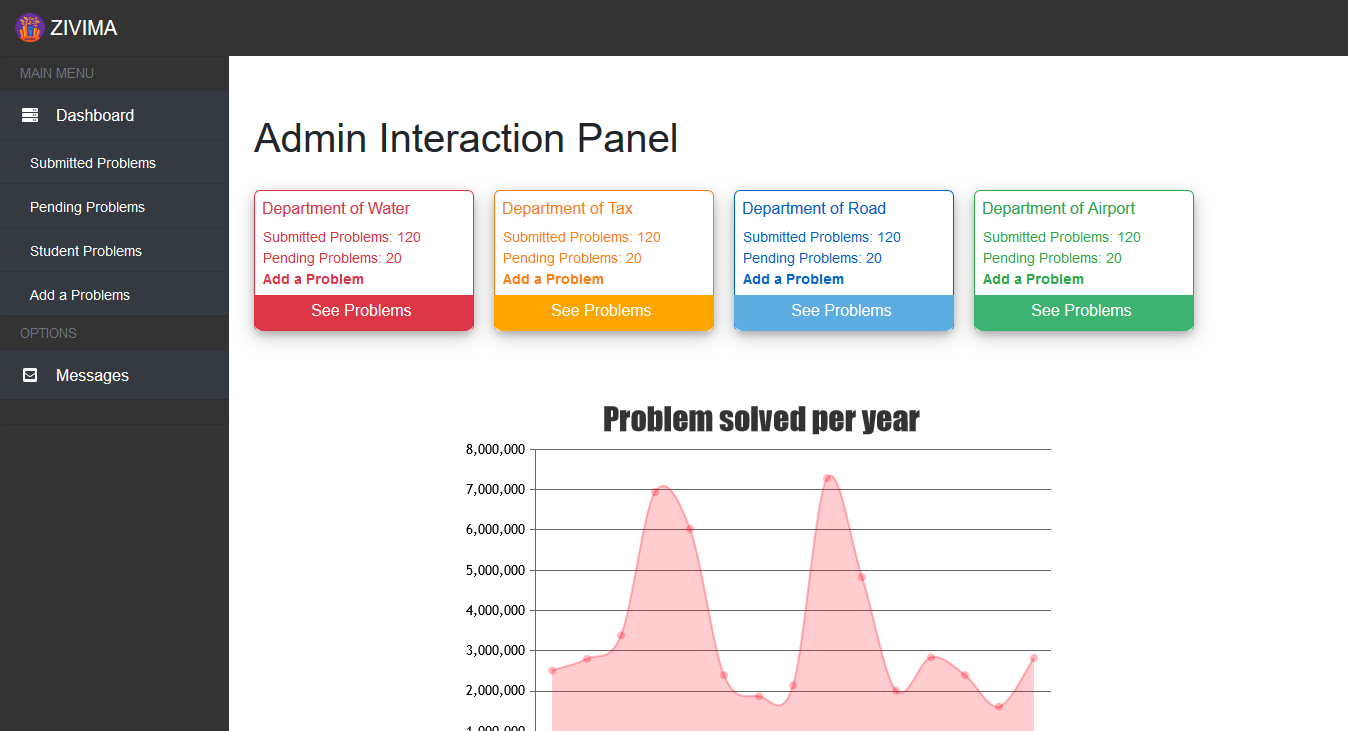 ZIVIMA
MAIN MENU
Dashboard
Submitted Problems
Pending Problems
Student Problems
Add a Problems
OPTIONS
Messages
Admin Interaction Panel
Department of Water
Submitted Problems: 120
Pending Problems: 20
Add a Problem
See Problems
Department of Tax
Submitted Problems: 120
Pending Problems: 20
Add a Problem
See Problems
Department of Road
Submitted Problems: 120
Pending Problems: 20
Add a Problem
See Problems
Department of Airport
Submitted Problems: 120
Pending Problems: 20
Add a Problem
See Problems
Problem solved per year
8,000,000
7,000,000
6,000,000
5,000,000
4,000,000
3,000,000
2,000,000
1,000,000